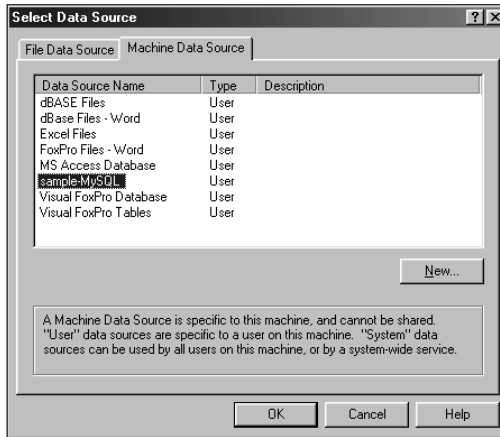 Select Data Source
File Data Source Machine Data Source
Data Source Name Type Description
dBASE Files User
dBase Files - Word User
Excel Files User
FoxPro Files - Word User
MS Access Database User
sample-MySQL User
Visual FoxPro Database User
Visual FoxPro Tables User
New...
A Machine Data Source is specific to this machine, and cannot be shared.
"User" data sources are specific to a user on this machine. "System" data
sources can be used by all users on this machine, or by a system-wide service.
OK Cancel Help